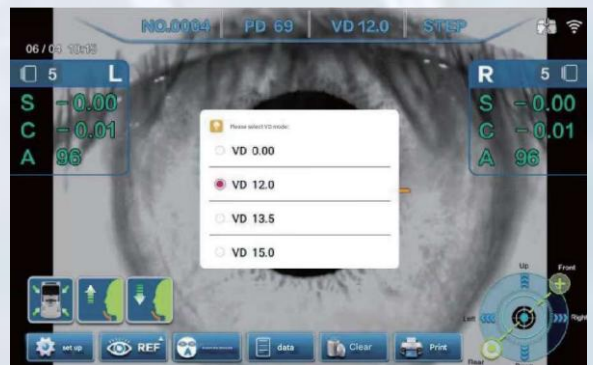 NO.0004 PD 69 VD 12.0 STEP
06 / 04 10:15
5 L
S - 0.00
C - 0.01
A 96
R 5
S - 0.00
C - 0.01
A 96
Please select VD mode:
VD 0.00
VD 12.0
VD 13.5
VD 15.0
Up
Front
Left
Right
Rear
set up
REF
A
data
Clear
Print